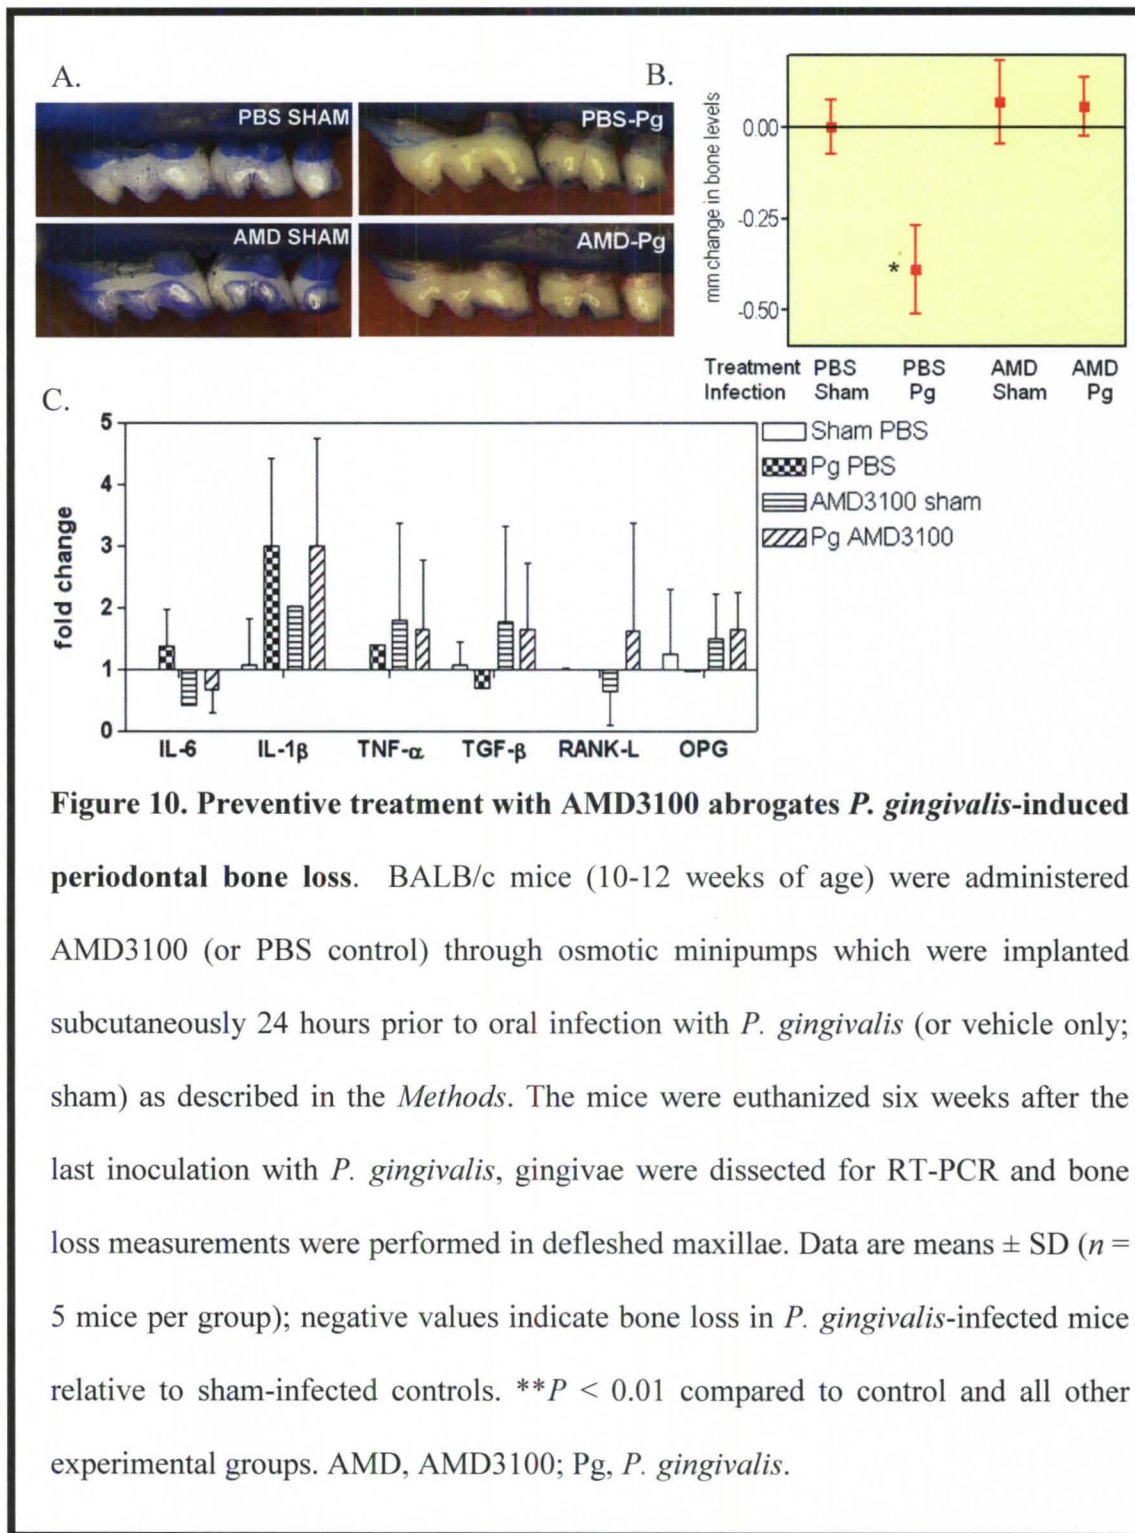 A.
PBS SHAM
PBS-Pg
AMD SHAM
AMD-Pg
B.
mm change in bone levels
0.00
-0.25
-0.50
*
Treatment PBS PBS AMD AMD
Infection Sham Pg Sham Pg
C.
fold change
5
4
3
2
1
0
IL-6 IL-1β TNF-α TGF-β RANK-L OPG
Sham PBS
Pg PBS
AMD3100 sham
Pg AMD3100
Figure 10. Preventive treatment with AMD3100 abrogates P. gingivalis-induced
periodontal bone loss. BALB/c mice (10-12 weeks of age) were administered
AMD3100 (or PBS control) through osmotic minipumps which were implanted
subcutaneously 24 hours prior to oral infection with P. gingivalis (or vehicle only;
sham) as described in the Methods. The mice were euthanized six weeks after the
last inoculation with P. gingivalis, gingivae were dissected for RT-PCR and bone
loss measurements were performed in defleshed maxillae. Data are means ± SD (n =
5 mice per group); negative values indicate bone loss in P. gingivalis-infected mice
relative to sham-infected controls. **P < 0.01 compared to control and all other
experimental groups. AMD, AMD3100; Pg, P. gingivalis.